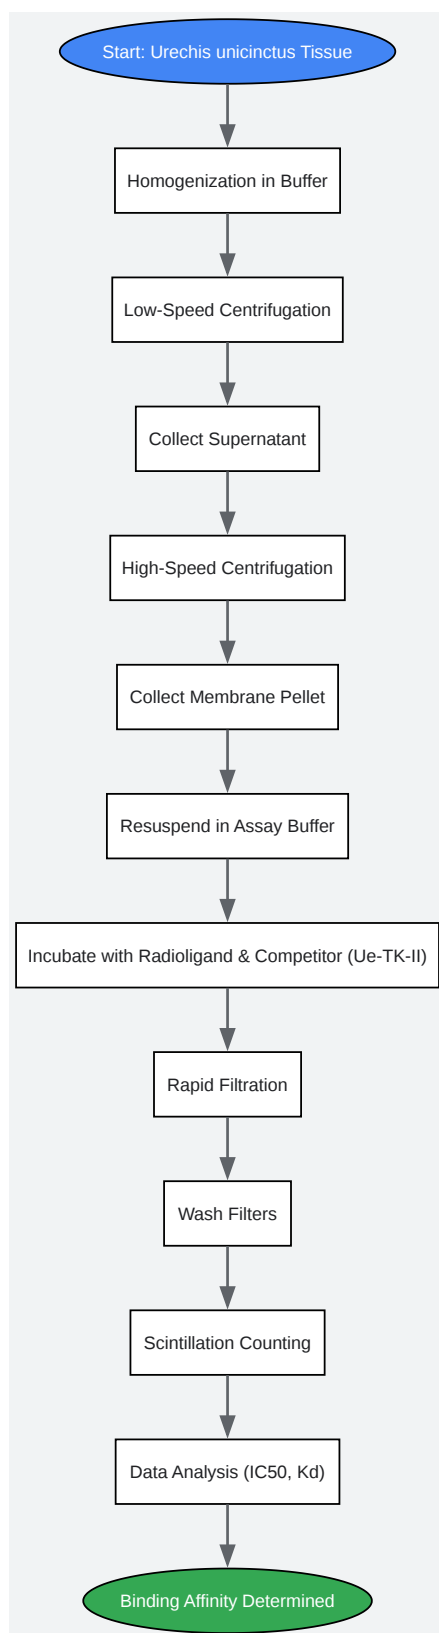 Start: Urechis unicinctus Tissue
Homogenization in Buffer
Low-Speed Centrifugation
Collect Supernatant
High-Speed Centrifugation
Collect Membrane Pellet
Resuspend in Assay Buffer
Incubate with Radioligand & Competitor (Ue-TK-II)
Rapid Filtration
Wash Filters
Scintillation Counting
Data Analysis (IC50, Kd)
Binding Affinity Determined